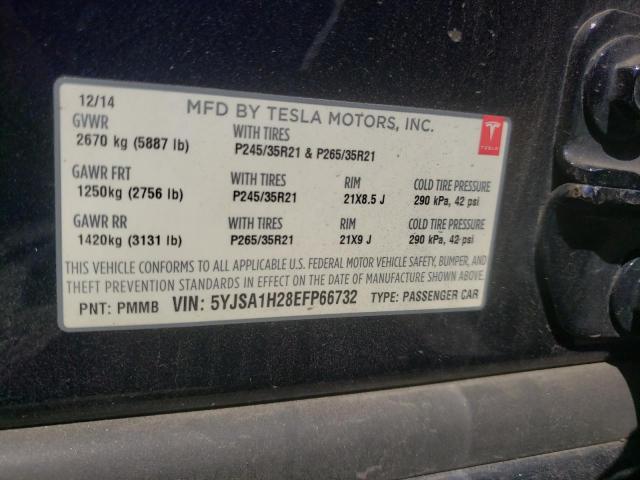 12/14
MFD BY TESLA MOTORS, INC.
TESLA
GVWR
2670 kg (5887 lb)
WITH TIRES
P245/35R21 & P265/35R21
GAWR FRT WITH TIRES RIM COLD TIRE PRESSURE
1250kg (2756 lb) P245/35R21 21X8.5 J 290 kPa, 42 psi
GAWR RR WITH TIRES RIM COLD TIRE PRESSURE
1420kg (3131 lb) P265/35R21 21X9 J 290 kPa, 42 psi
THIS VEHICLE CONFORMS TO ALL APPLICABLE U.S. FEDERAL MOTOR VEHICLE SAFETY, BUMPER, AND
THEFT PREVENTION STANDARDS IN EFFECT ON THE DATE OF MANUFACTURE SHOWN ABOVE.
PNT: PMMB VIN: 5YJSA1H28EFP66732 TYPE: PASSENGER CAR